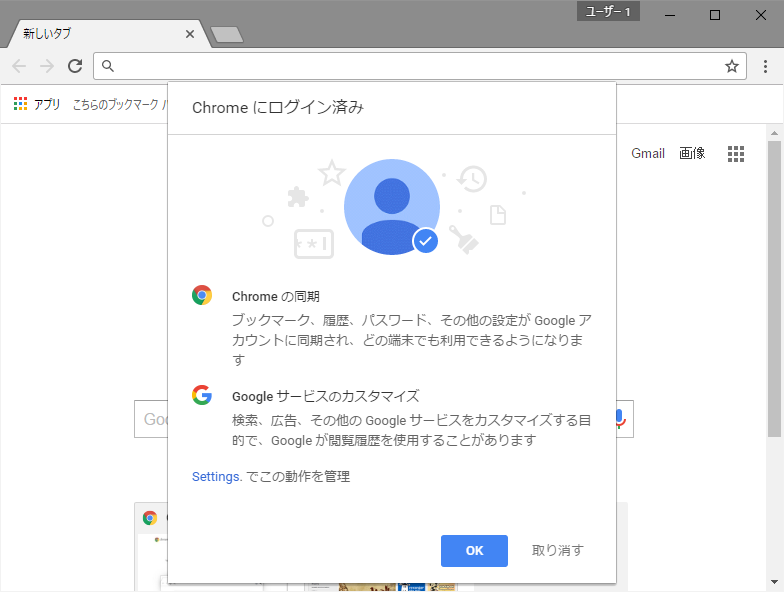 ユーザー 1
新しいタブ
アプリ こちらのブックマーク
Chrome にログイン済み
Gmail 画像
Chrome の同期
ブックマーク、履歴、パスワード、その他の設定が Google ア
カウントに同期され、どの端末でも利用できるようになりま
す
Google サービスのカスタマイズ
検索、広告、その他の Google サービスをカスタマイズする目
的で、Google が閲覧履歴を使用することがあります
Settings. でこの動作を管理
OK 取り消す